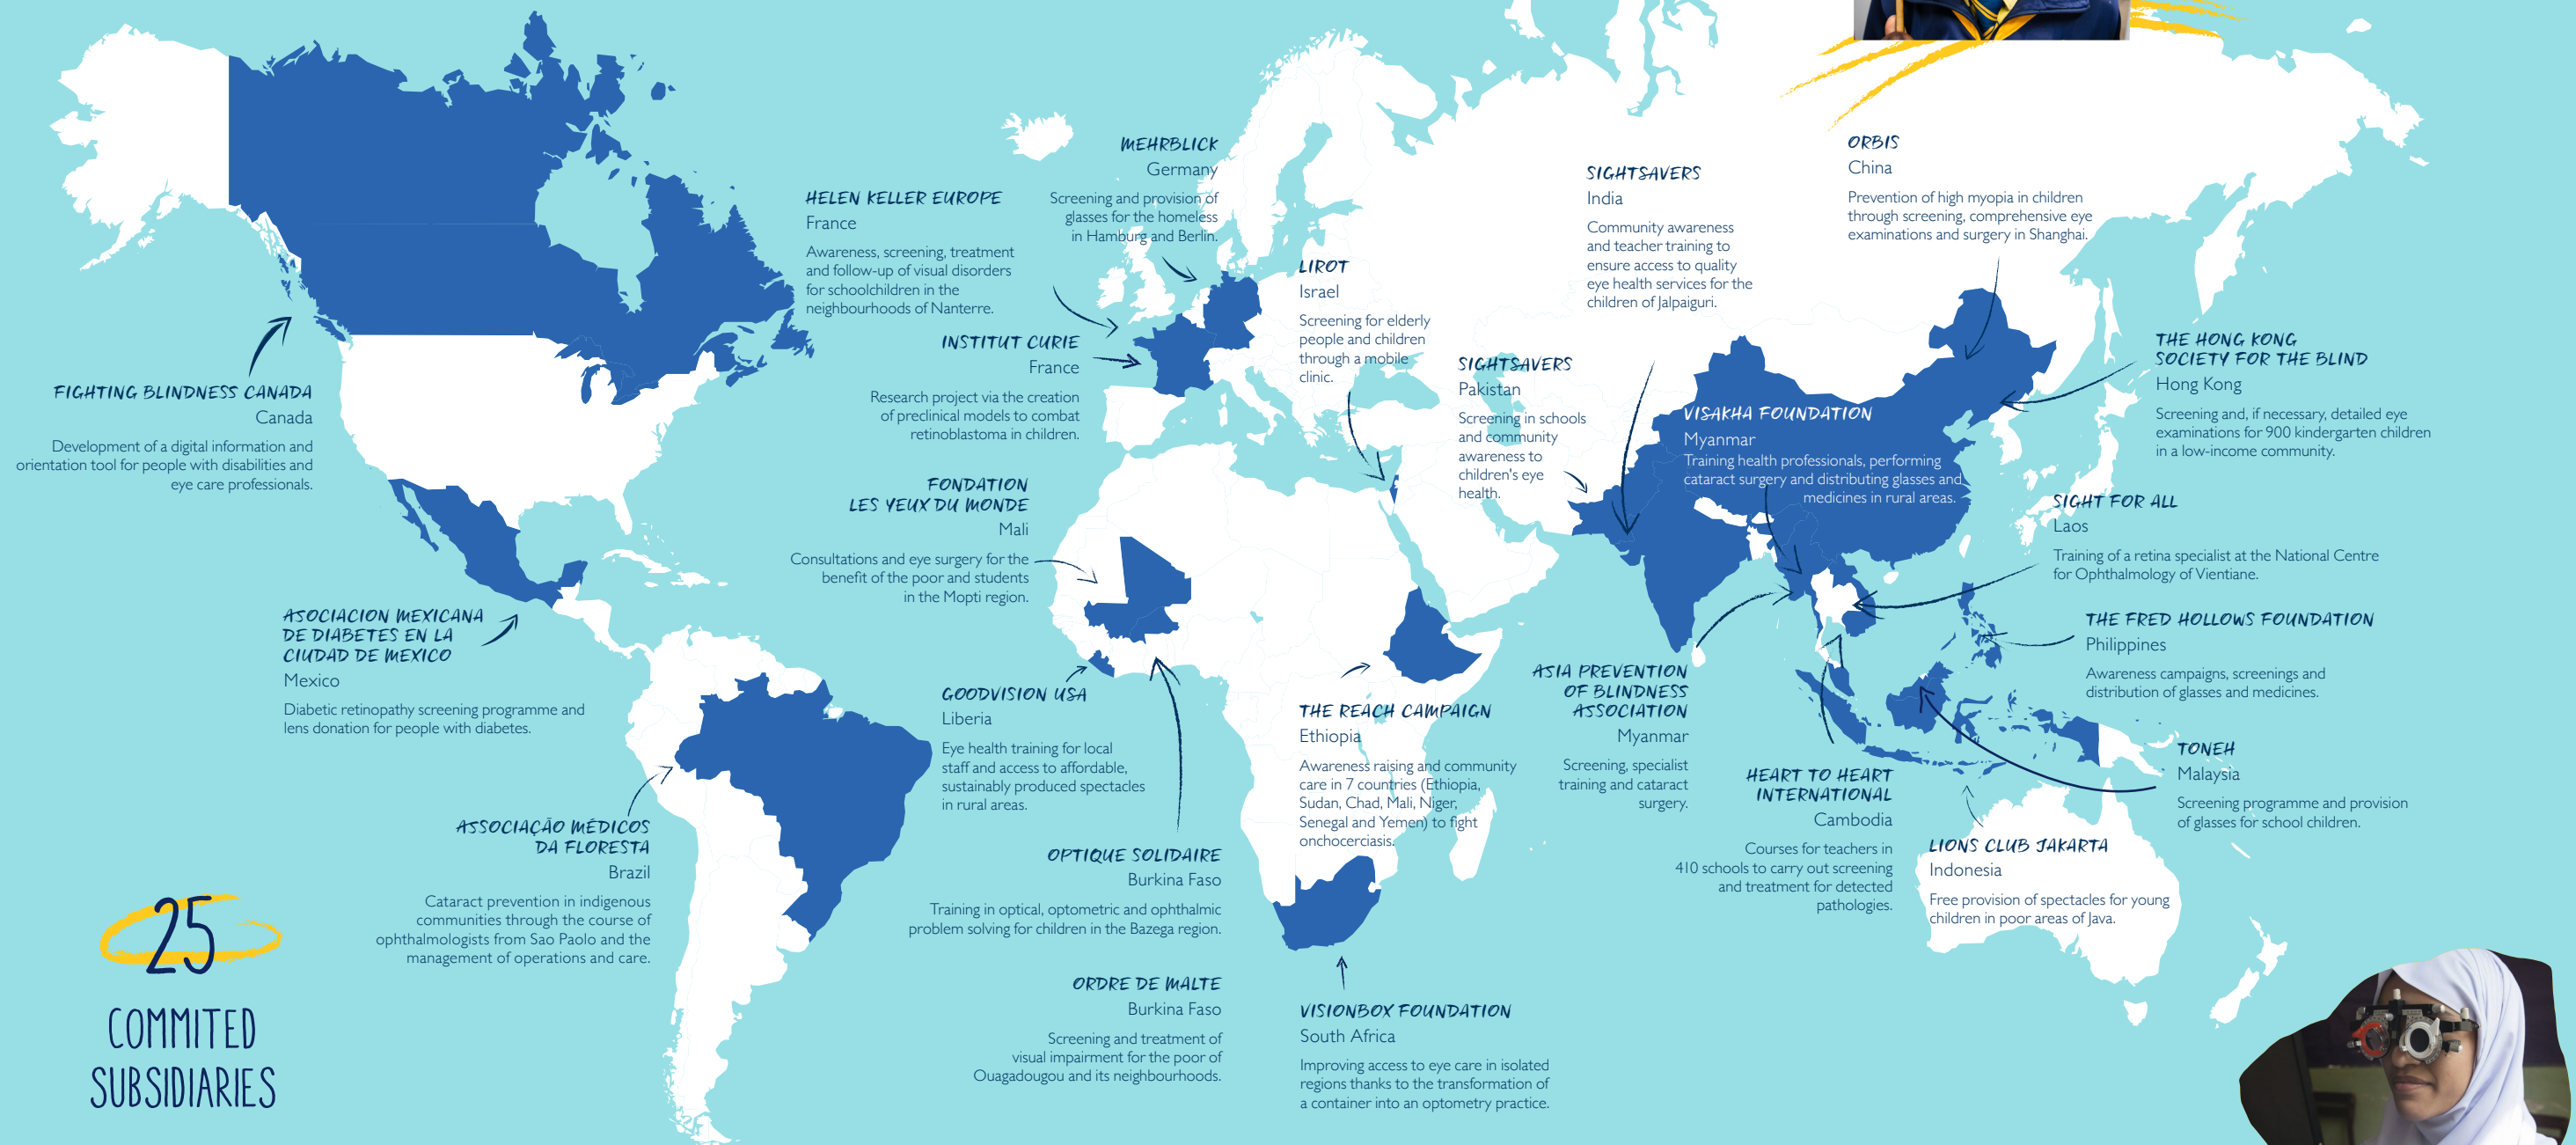 MEHRBLICK
Germany
Screening and provision of
glasses for the homeless
in Hamburg and Berlin.
ORBIS
China
Prevention of high myopia in children
through screening, comprehensive eye
examinations and surgery in Shanghai.
SIGHTSAVERS
India
Community awareness
and teacher training to
ensure access to quality
eye health services for the
children of Jalpaiguri.
HELEN KELLER EUROPE
France
Awareness, screening, treatment
and follow-up of visual disorders
for schoolchildren in the
neighbourhoods of Nanterre.
LIROT
Israel
Screening for elderly
people and children
through a mobile
clinic.
INSTITUT CURIE
France
Research project via the creation
of preclinical models to combat
retinoblastoma in children.
SIGHTSAVERS
Pakistan
Screening in schools
and community
awareness to
children's eye
health.
THE HONG KONG
SOCIETY FOR THE BLIND
Hong Kong
Screening and, if necessary, detailed eye
examinations for 900 kindergarten children
in a low-income community.
FIGHTING BLINDNESS CANADA
Canada
Development of a digital information and
orientation tool for people with disabilities and
eye care professionals.
VISAKHA FOUNDATION
Myanmar
Training health professionals, performing
cataract surgery and distributing glasses and
medicines in rural areas.
FONDATION
LES YEUX DU MONDE
Mali
Consultations and eye surgery for the
benefit of the poor and students
in the Mopti region.
SIGHT FOR ALL
Laos
Training of a retina specialist at the National Centre
for Ophthalmology of Vientiane.
ASOCIACION MEXICANA
DE DIABETES EN LA
CIUDAD DE MEXICO
Mexico
Diabetic retinopathy screening programme and
lens donation for people with diabetes.
THE FRED HOLLOWS FOUNDATION
Philippines
Awareness campaigns, screenings and
distribution of glasses and medicines.
GOODVISION USA
Liberia
Eye health training for local
staff and access to affordable,
sustainably produced spectacles
in rural areas.
THE REACH CAMPAIGN
Ethiopia
Awareness raising and community
care in 7 countries (Ethiopia,
Sudan, Chad, Mali, Niger,
Senegal and Yemen) to fight
onchocerciasis.
ASIA PREVENTION
OF BLINDNESS
ASSOCIATION
Myanmar
Screening, specialist
training and cataract
surgery.
TONEH
Malaysia
Screening programme and provision
of glasses for school children.
HEART TO HEART
INTERNATIONAL
Cambodia
Courses for teachers in
410 schools to carry out screening
and treatment for detected
pathologies.
LIONS CLUB JAKARTA
Indonesia
Free provision of spectacles for young
children in poor areas of Java.
ASSOCIAÇÃO MÉDICOS
DA FLORESTA
Brazil
Cataract prevention in indigenous
communities through the course of
ophthalmologists from Sao Paolo and the
management of operations and care.
OPTIQUE SOLIDAIRE
Burkina Faso
Training in optical, optometric and ophthalmic
problem solving for children in the Bazega region.
ORDRE DE MALTE
Burkina Faso
Screening and treatment of
visual impairment for the poor of
Ouagadougou and its neighbourhoods.
VISIONBOX FOUNDATION
South Africa
Improving access to eye care in isolated
regions thanks to the transformation of
a container into an optometry practice.
25
COMMITED
SUBSIDIARIES